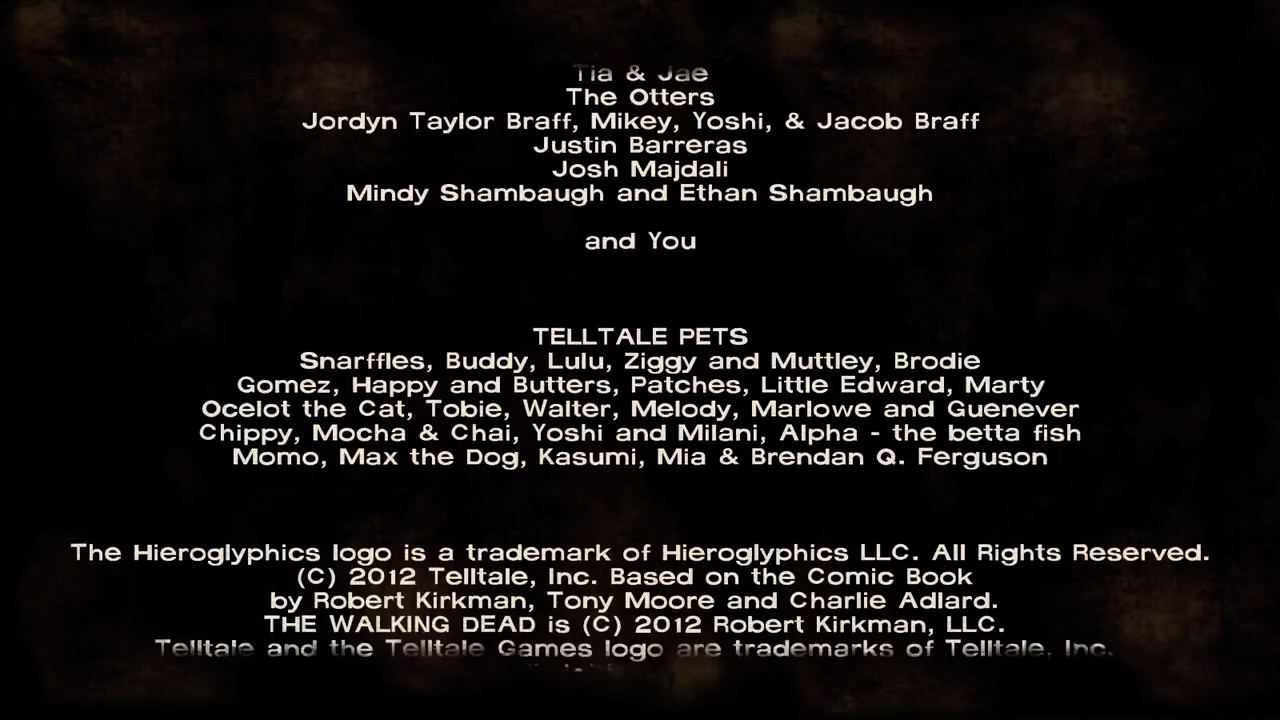 Tia & Jae
The Otters
Jordyn Taylor Braff, Mikey, Yoshi, & Jacob Braff
Justin Barreras
Josh Majdali
Mindy Shambaugh and Ethan Shambaugh
and You
TELLTALE PETS
Snarffles, Buddy, Lulu, Ziggy and Muttley, Brodie
Gomez, Happy and Butters, Patches, Little Edward, Marty
Ocelot the Cat, Tobie, Walter, Melody, Marlowe and Guenever
Chippy, Mocha & Chai, Yoshi and Milani, Alpha - the betta fish
Momo, Max the Dog, Kasumi, Mia & Brendan Q. Ferguson
The Hieroglyphics logo is a trademark of Hieroglyphics LLC. All Rights Reserved.
(C) 2012 Telltale, Inc. Based on the Comic Book
by Robert Kirkman, Tony Moore and Charlie Adlard.
THE WALKING DEAD is (C) 2012 Robert Kirkman, LLC.
Telltale and the Telltale Games logo are trademarks of Telltale, Inc.